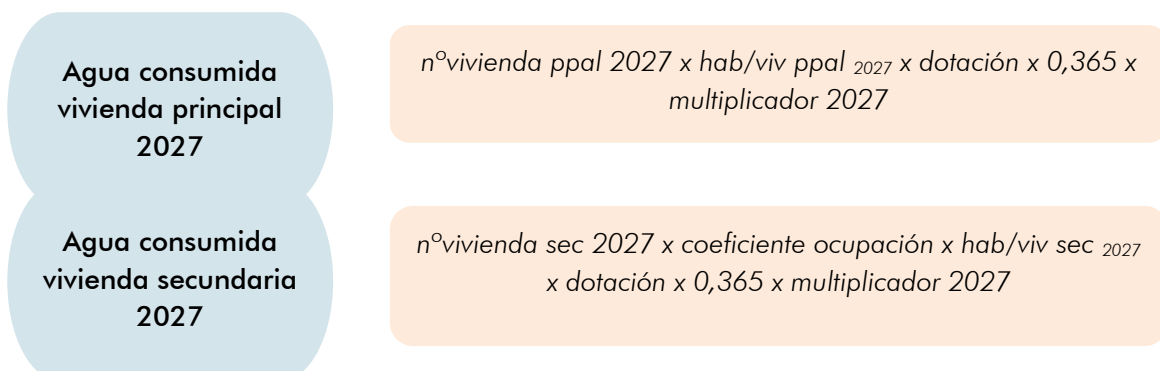 Agua consumida
vivienda principal
2027
nºvivienda ppal 2027 x hab/viv ppal 2027 x dotación x 0,365 x
multiplicador 2027
Agua consumida
vivienda secundaria
2027
nºvivienda sec 2027 x coeficiente ocupación x hab/viv sec 2027
x dotación x 0,365 x multiplicador 2027